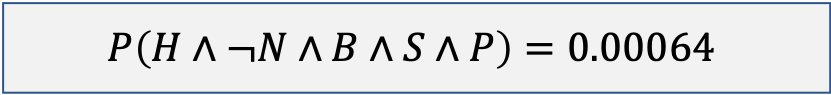 P(H ∧ ¬N ∧ B ∧ S ∧ P) = 0.00064